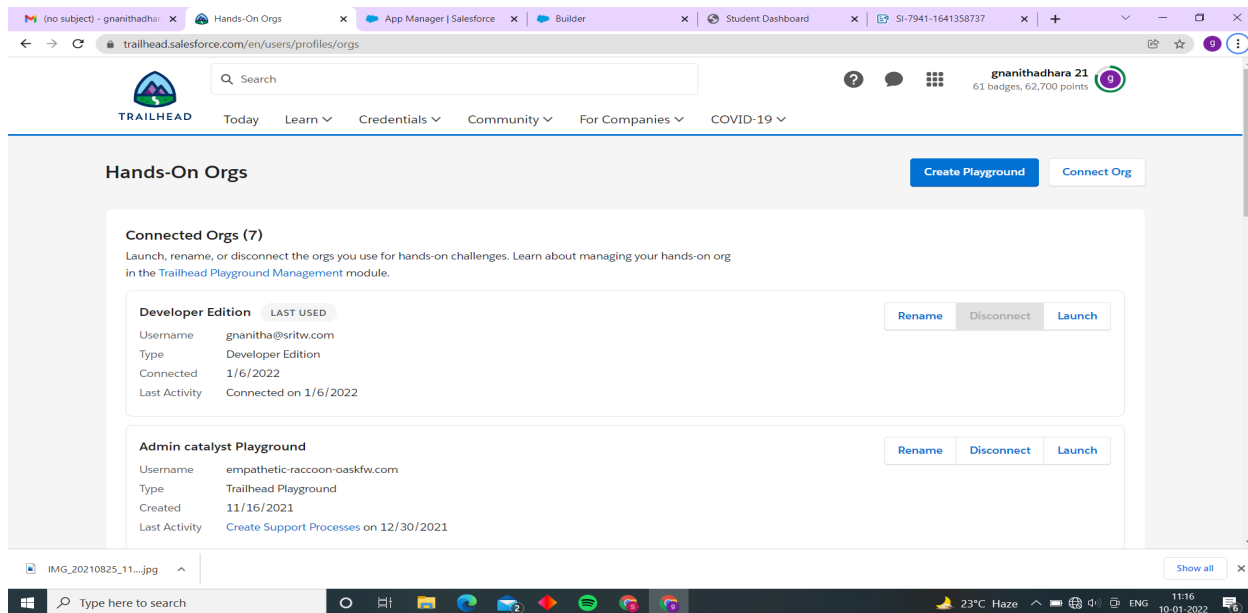 (no subject) - gnanithadhar
Hands-On Orgs
App Manager | Salesforce
Builder
Student Dashboard
SI-7941-1641358737
trailhead.salesforce.com/en/users/profiles/orgs
g
Search
gnanithadhara 21
61 badges, 62,700 points
g
TRAILHEAD
Today Learn Credentials Community For Companies COVID-19
Hands-On Orgs
Create Playground Connect Org
Connected Orgs (7)
Launch, rename, or disconnect the orgs you use for hands-on challenges. Learn about managing your hands-on org
in the Trailhead Playground Management module.
Developer Edition LAST USED
Rename Disconnect Launch
Username gnanitha@sritw.com
Type Developer Edition
Connected 1/6/2022
Last Activity Connected on 1/6/2022
Admin catalyst Playground
Rename Disconnect Launch
Username empathetic-raccoon-oaskfw.com
Type Trailhead Playground
Created 11/16/2021
Last Activity Create Support Processes on 12/30/2021
IMG_20210825_11....jpg
Show all
Type here to search
2
23°C Haze
ENG
11:16
10-01-2022
6